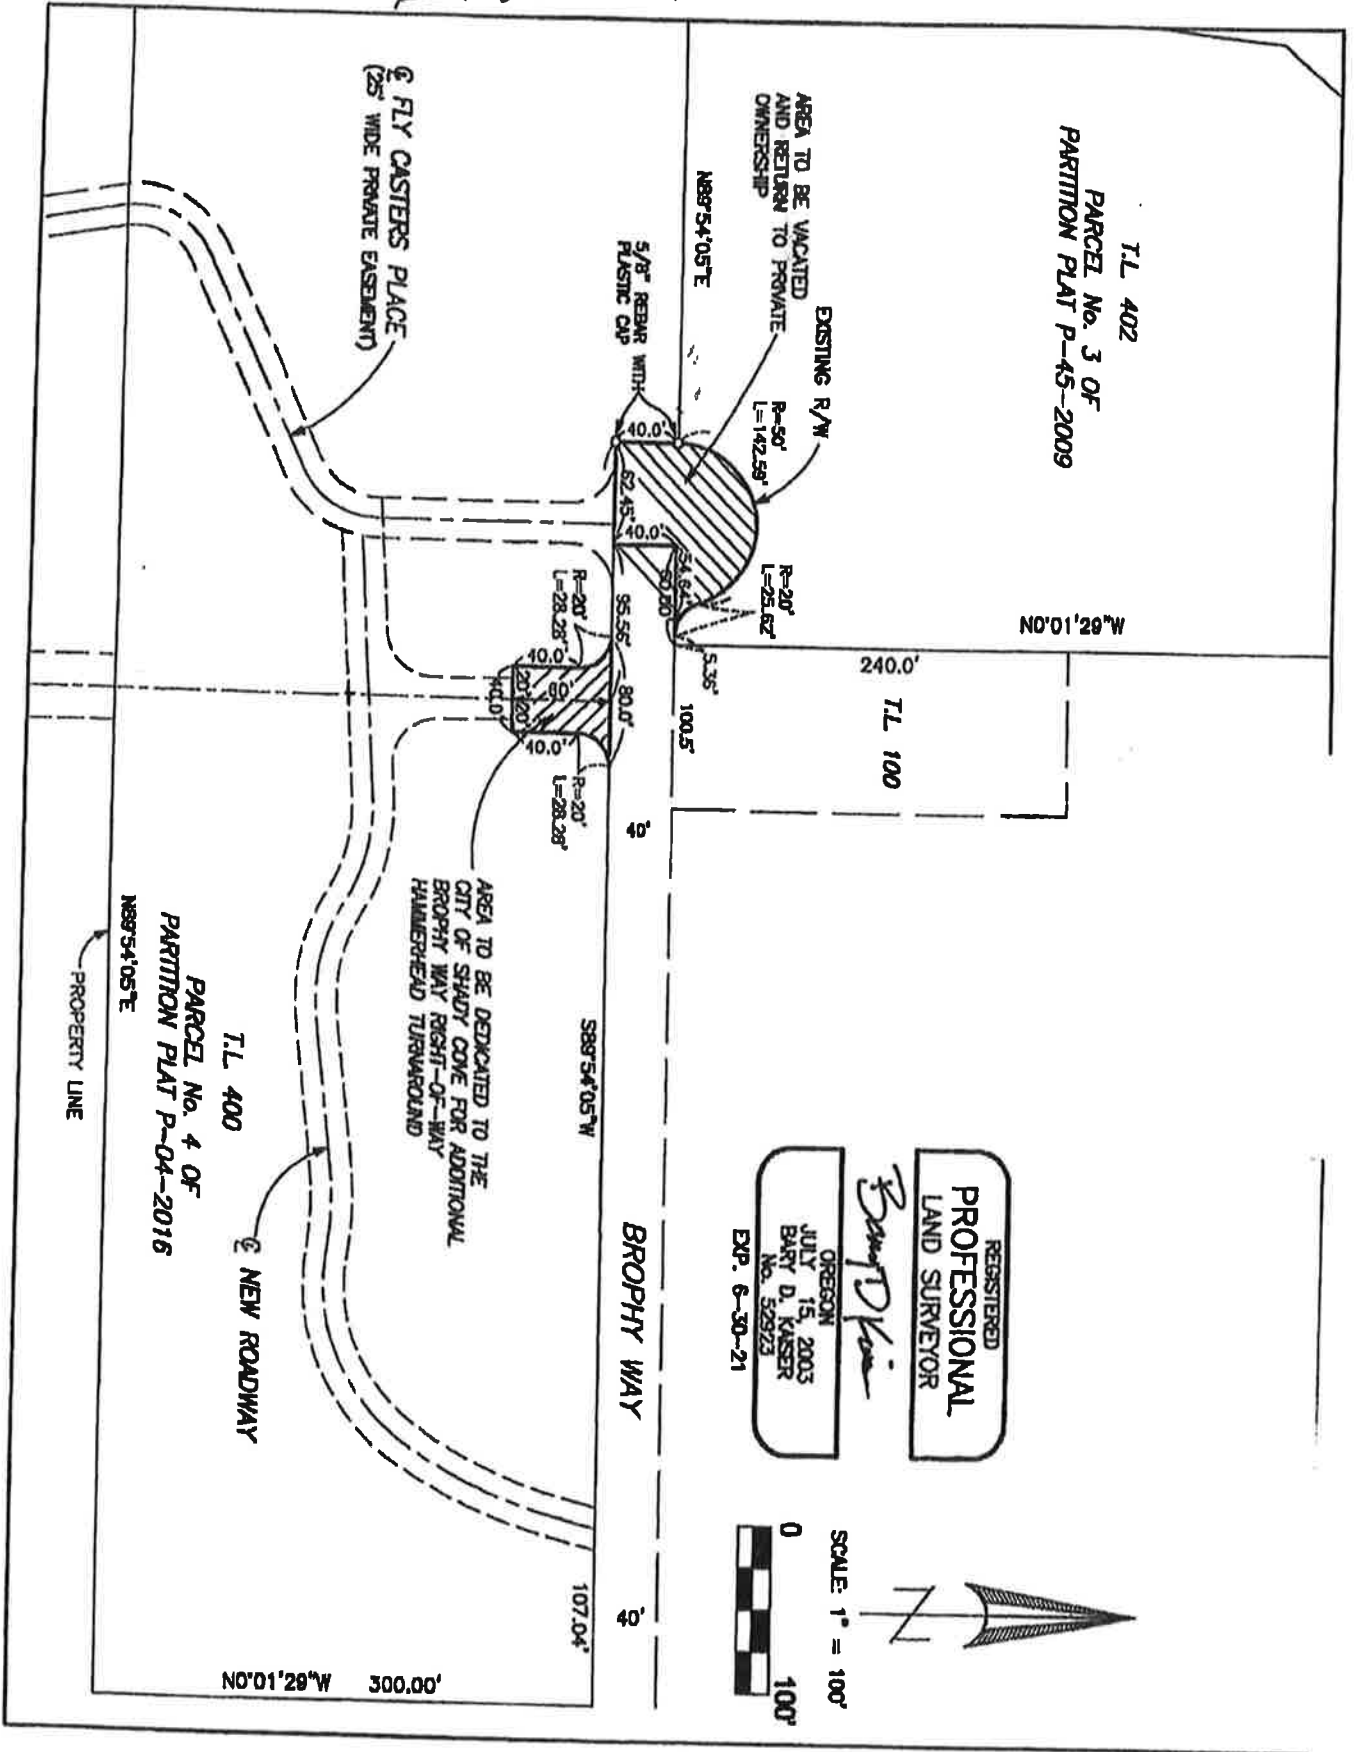 T.L. 402
PARCEL No. 3 OF
PARTITION PLAT P-45-2009
AREA TO BE VACATED
AND RETURN TO PRIVATE
OWNERSHIP
N89°54'05"E
EXISTING R/W
R=50'
L=142.59'
R=20'
L=25.62'
5/8" REBAR WITH
PLASTIC CAP
℄ FLY CASTERS PLACE
(25' WIDE PRIVATE EASEMENT)
40.0'
62.45'
40.0'
54.64'
60.00'
5.36'
95.56'
80.0'
100.5'
N0°01'29"W
240.0'
T.L. 100
R=20'
L=28.28'
40.0'
20'
20'
60'
40.0'
40.0'
R=20'
L=28.28'
40'
AREA TO BE DEDICATED TO THE
CITY OF SHADY COVE FOR ADDITIONAL
BROPHY WAY RIGHT-OF-WAY
HAMMERHEAD TURNAROUND
S89°54'05"W
BROPHY WAY
N89°54'05"E
PROPERTY LINE
T.L. 400
PARCEL No. 4 OF
PARTITION PLAT P-04-2016
℄ NEW ROADWAY
40'
107.04'
N0°01'29"W 300.00'
REGISTERED
PROFESSIONAL
LAND SURVEYOR
OREGON
JULY 15, 2003
BARY D. KAISER
No. 52923
EXP. 6-30-21
SCALE: 1" = 100'
0
100'
N